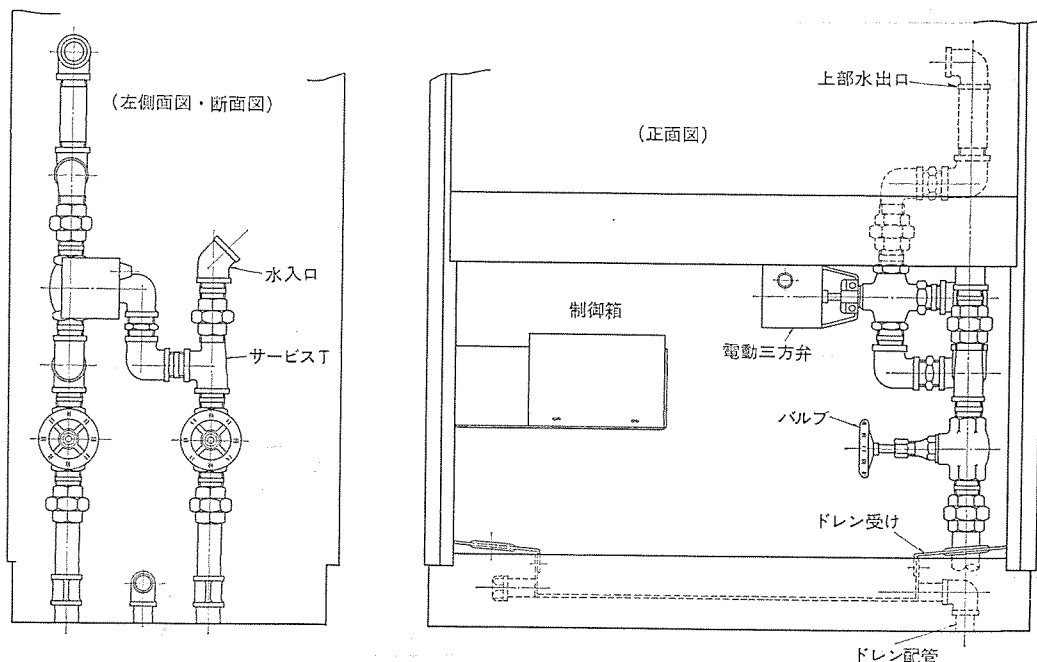 (左側面図・断面図)
水入口
サービスT
上部水出口
(正面図)
制御箱
電動三方弁
バルブ
ドレン受け
ドレン配管